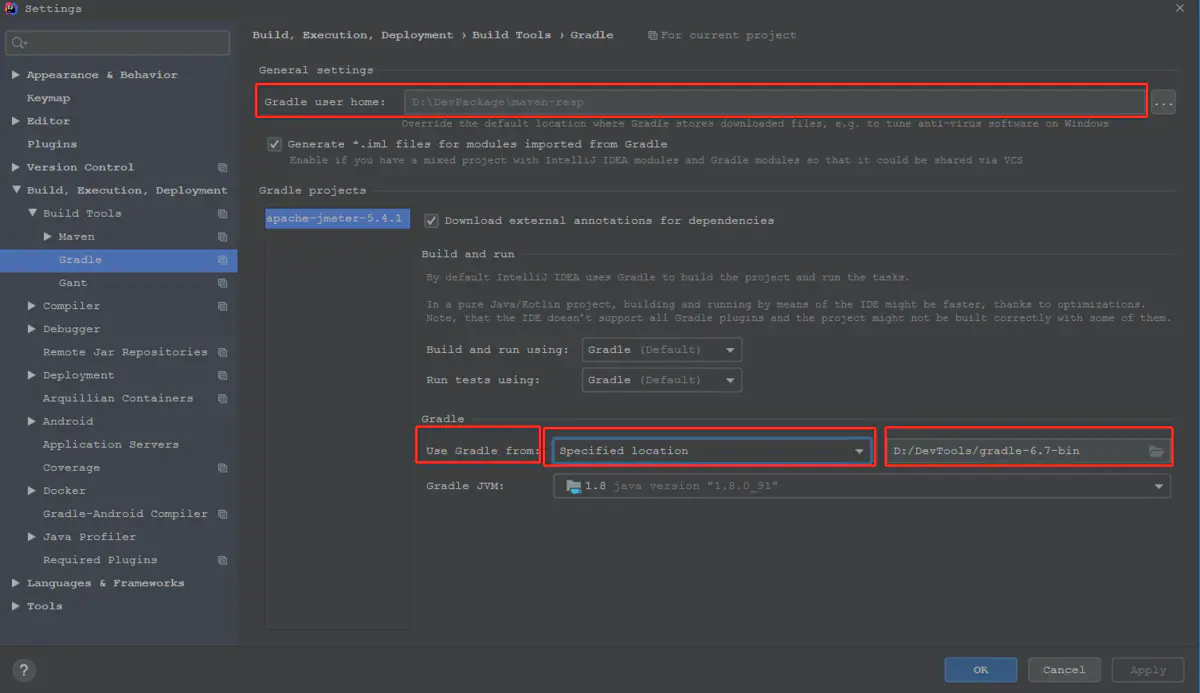 Settings
Build, Execution, Deployment › Build Tools › Gradle
For current project
Appearance & Behavior
Keymap
Editor
Plugins
Version Control
Build, Execution, Deployment
Build Tools
Maven
Gradle
Gant
Compiler
Debugger
Remote Jar Repositories
Deployment
Arquillian Containers
Android
Application Servers
Coverage
Docker
Gradle-Android Compiler
Java Profiler
Required Plugins
Languages & Frameworks
Tools
General settings
Gradle user home: D:\DevPackage\maven-resp ...
Override the default location where Gradle stores downloaded files, e.g. to tune anti-virus software on Windows
Generate *.iml files for modules imported from Gradle
Enable if you have a mixed project with IntelliJ IDEA modules and Gradle modules so that it could be shared via VCS
Gradle projects
apache-jmeter-5.4.1
Download external annotations for dependencies
Build and run
By default IntelliJ IDEA uses Gradle to build the project and run the tasks.
In a pure Java/Kotlin project, building and running by means of the IDE might be faster, thanks to optimizations.
Note, that the IDE doesn't support all Gradle plugins and the project might not be built correctly with some of them.
Build and run using: Gradle (Default)
Run tests using: Gradle (Default)
Gradle
Use Gradle from: Specified location D:/DevTools/gradle-6.7-bin
Gradle JVM: 1.8 java version "1.8.0_91"
?
OK
Cancel
Apply